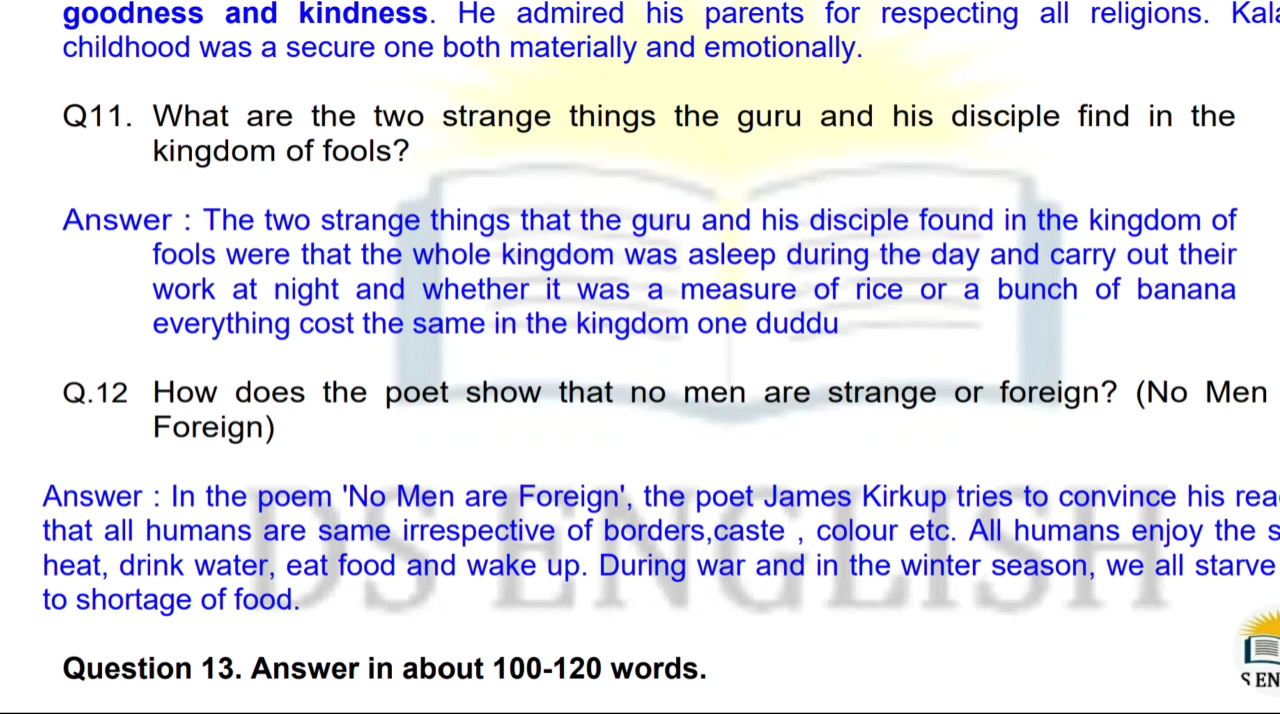 goodness and kindness. He admired his parents for respecting all religions.
childhood was a secure one both materially and emotionally.
Q11. What are the two strange things the guru and his disciple find in the
kingdom of fools?
Answer : The two strange things that the guru and his disciple found in the kingdom of
fools were that the whole kingdom was asleep during the day and carry out their
work at night and whether it was a measure of rice or a bunch of banana
everything cost the same in the kingdom one duddu
Q.12 How does the poet show that no men are strange or foreign? (No Men
Foreign)
Answer : In the poem 'No Men are Foreign', the poet James Kirkup tries to convince his
that all humans are same irrespective of borders,caste , colour etc. All humans enjoy the
heat, drink water, eat food and wake up. During war and in the winter season, we all starve
to shortage of food.
DS ENGLISH
Question 13. Answer in about 100-120 words.